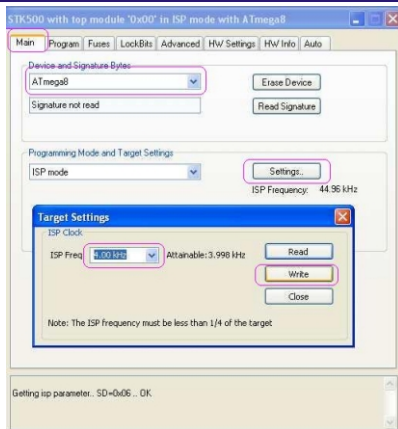 STK500 with top module '0x00' in ISP mode with ATmega8
Main Program Fuses LockBits Advanced HW Settings HW Info Auto
Device and Signature Bytes
ATmega8 Erase Device
Signature not read Read Signature
Programming Mode and Target Settings
ISP mode Settings..
ISP Frequency: 44.96 kHz
Target Settings
ISP Clock
ISP Freq: 4.00 kHz Attainable: 3.998 kHz Read
Write
Close
Note: The ISP frequency must be less than 1/4 of the target
Getting isp parameter.. SD=0x06 .. OK